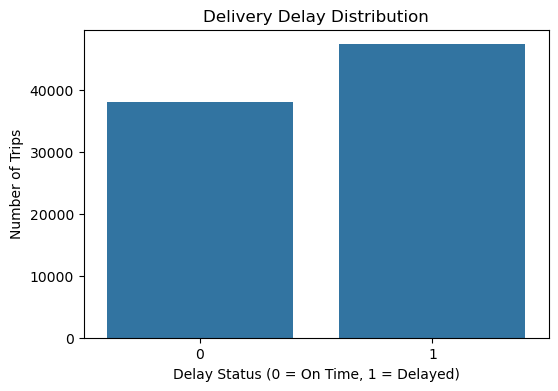 Delivery Delay Distribution
Number of Trips
40000
30000
20000
10000
0
0 1
Delay Status (0 = On Time, 1 = Delayed)